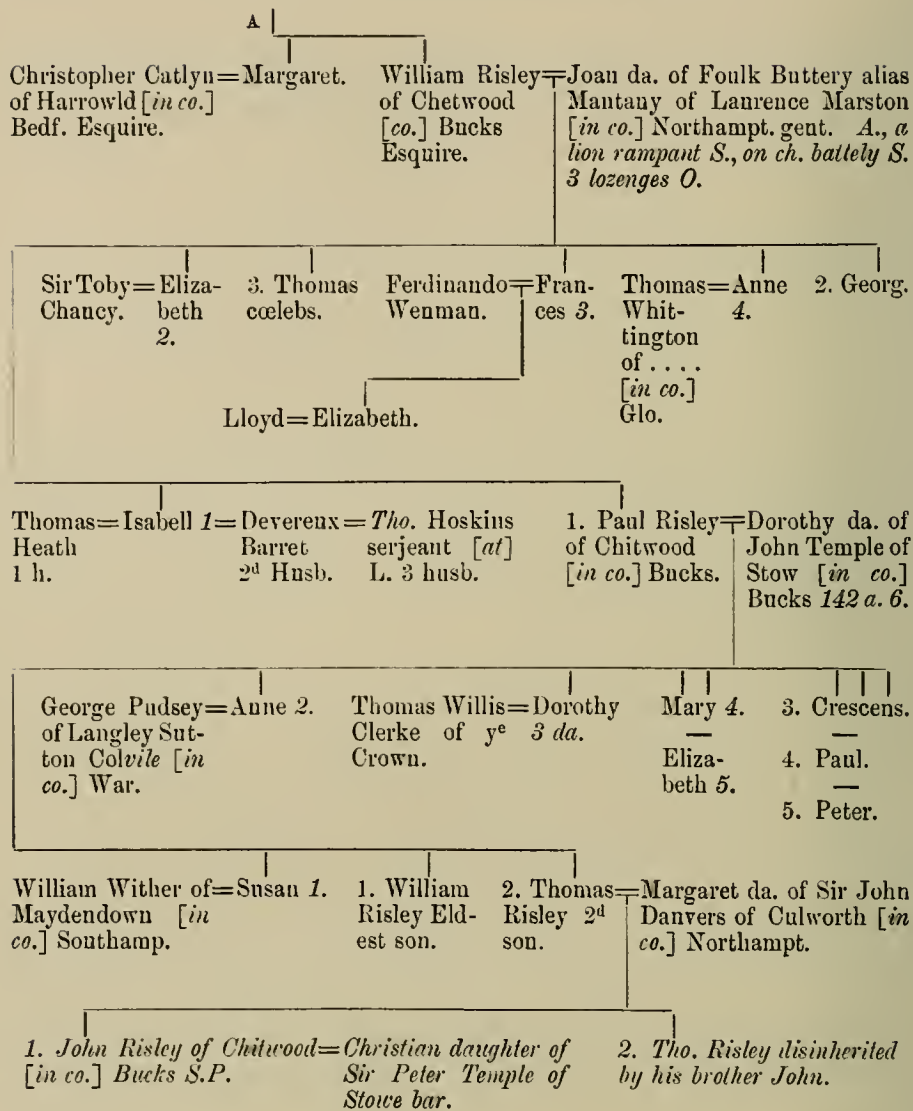 A
Christopher Catlyn=Margaret.
of Harrowld [in co.]
Bedf. Esquire.
William Risley=Joan da. of Foulk Buttery alias
of Chetwood
[co.] Bucks
Esquire.
Mantany of Laurence Marston
[in co.] Northampt. gent. A., a
lion rampant S., on ch. battely S.
3 lozenges O.
Sir Toby=Eliza-
Chancy. beth
2.
3. Thomas
cœlebs.
Ferdinando=Fran-
Wenman. ces 3.
Thomas=Anne
Whit- 4.
tington
of . . . .
[in co.]
Glo.
2. Georg.
Lloyd=Elizabeth.
Thomas=Isabell 1=Devereux=Tho. Hoskins
Heath Barret serjeant [at]
1 h. 2d Husb. L. 3 husb.
1. Paul Risley=Dorothy da. of
of Chitwood John Temple of
[in co.] Bucks. Stow [in co.]
Bucks 142 a. 6.
George Pudsey=Anne 2.
of Langley Sut-
ton Colvile [in
co.] War.
Thomas Willis=Dorothy
Clerke of ye 3 da.
Crown.
Mary 4.
—
Eliza-
beth 5.
3. Crescens.
—
4. Paul.
—
5. Peter.
William Wither of=Susan 1.
Maydendown [in
co.] Southamp.
1. William
Risley Eld-
est son.
2. Thomas=Margaret da. of Sir John
Risley 2d Danvers of Culworth [in
son. co.] Northampt.
1. John Risley of Chitwood=Christian daughter of
[in co.] Bucks S.P. Sir Peter Temple of
Stowe bar.
2. Tho. Risley disinherited
by his brother John.